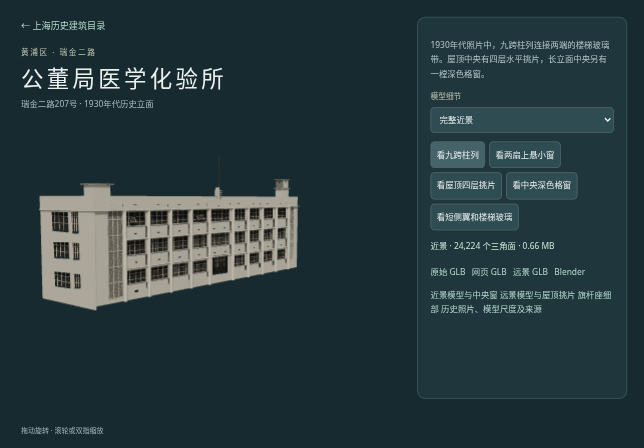 ← 上海历史建筑目录
黄浦区 · 瑞金二路
公董局医学化验所
瑞金二路207号 · 1930年代历史立面
1930年代照片中，九跨柱列连接两端的楼梯玻璃
带。屋顶中央有四层水平挑片，长立面中央另有
一樘深色格窗。
模型细节
完整近景
看九跨柱列
看两扇上悬小窗
看屋顶四层挑片
看中央深色格窗
看短侧翼和楼梯玻璃
近景 · 24,224 个三角面 · 0.66 MB
原始 GLB 网页 GLB 远景 GLB Blender
近景模型与中央窗 远景模型与屋顶挑片 旗杆座细
部 历史照片、模型尺度及来源
拖动旋转 · 滚轮或双指缩放